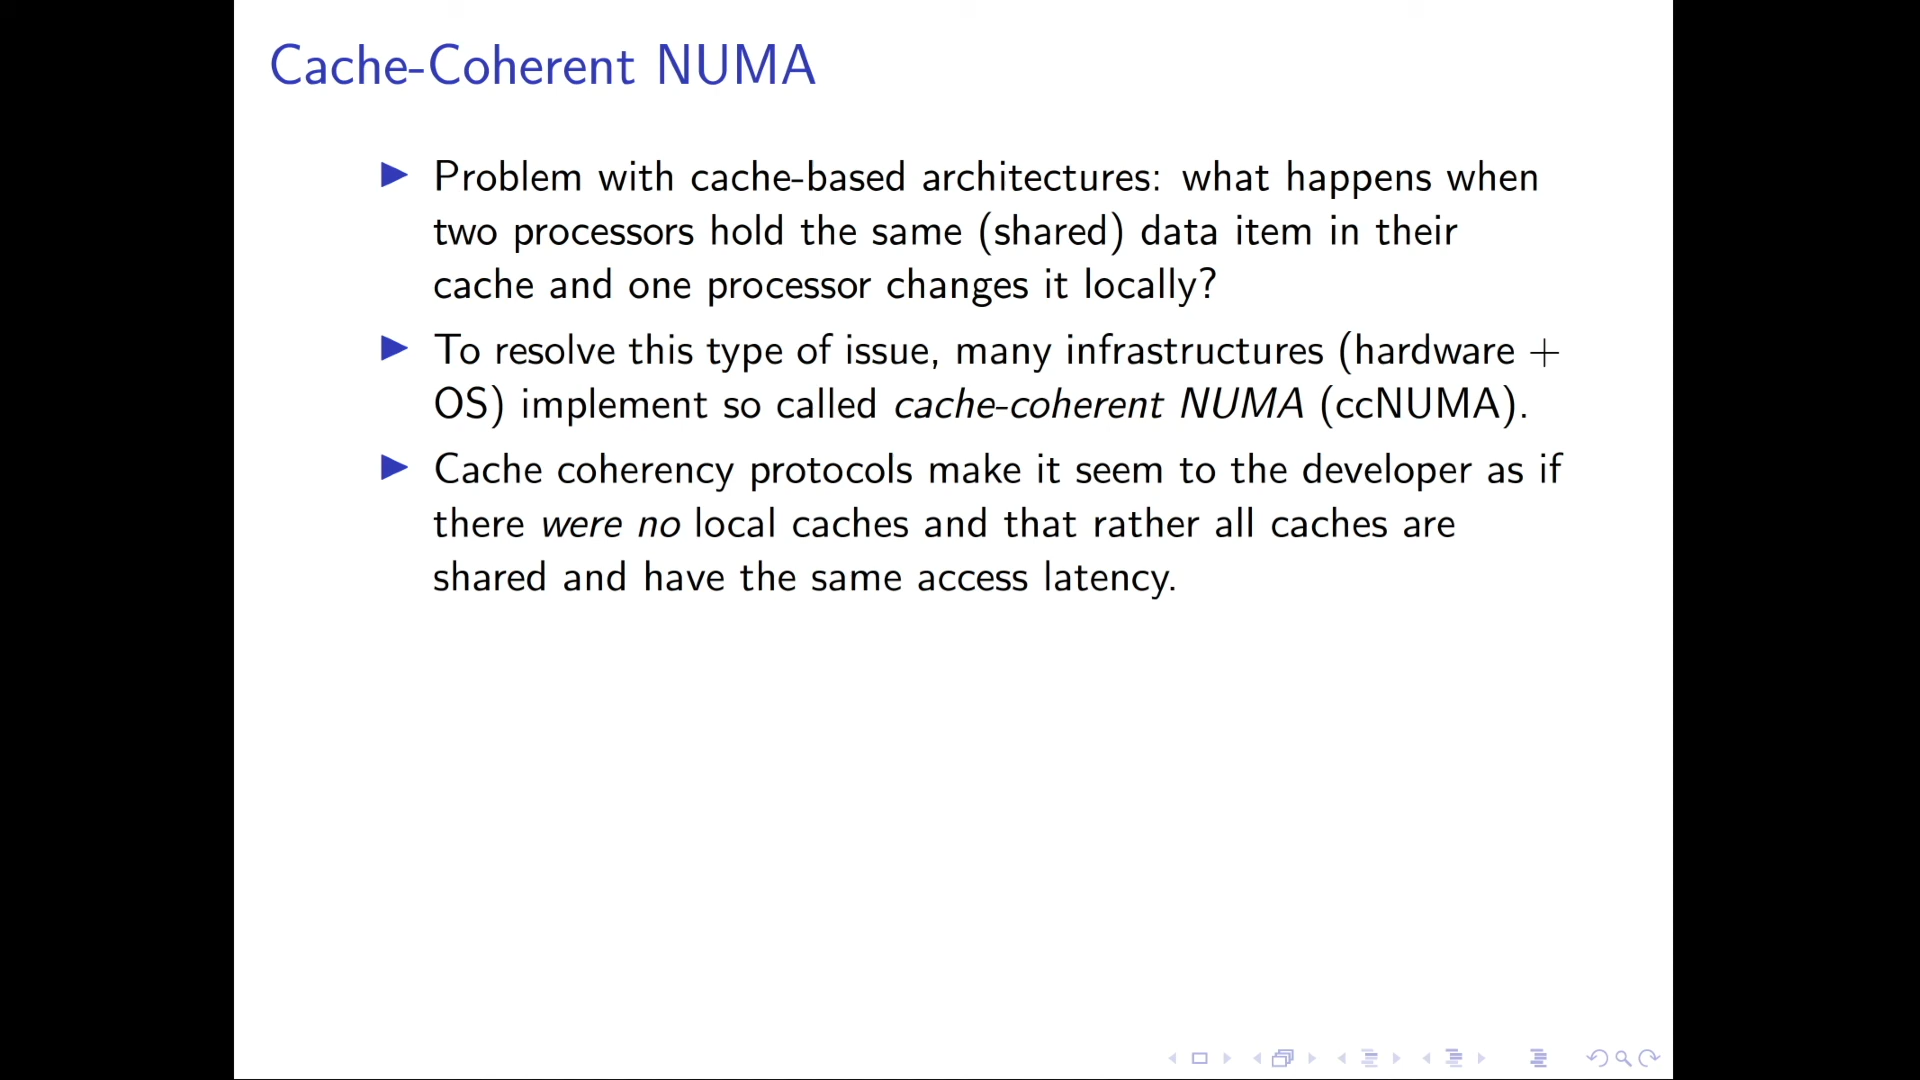 Cache-Coherent NUMA
Problem with cache-based architectures: what happens when
two processors hold the same (shared) data item in their
cache and one processor changes it locally?
To resolve this type of issue, many infrastructures (hardware +
OS) implement so called cache-coherent NUMA (ccNUMA).
Cache coherency protocols make it seem to the developer as if
there were no local caches and that rather all caches are
shared and have the same access latency.